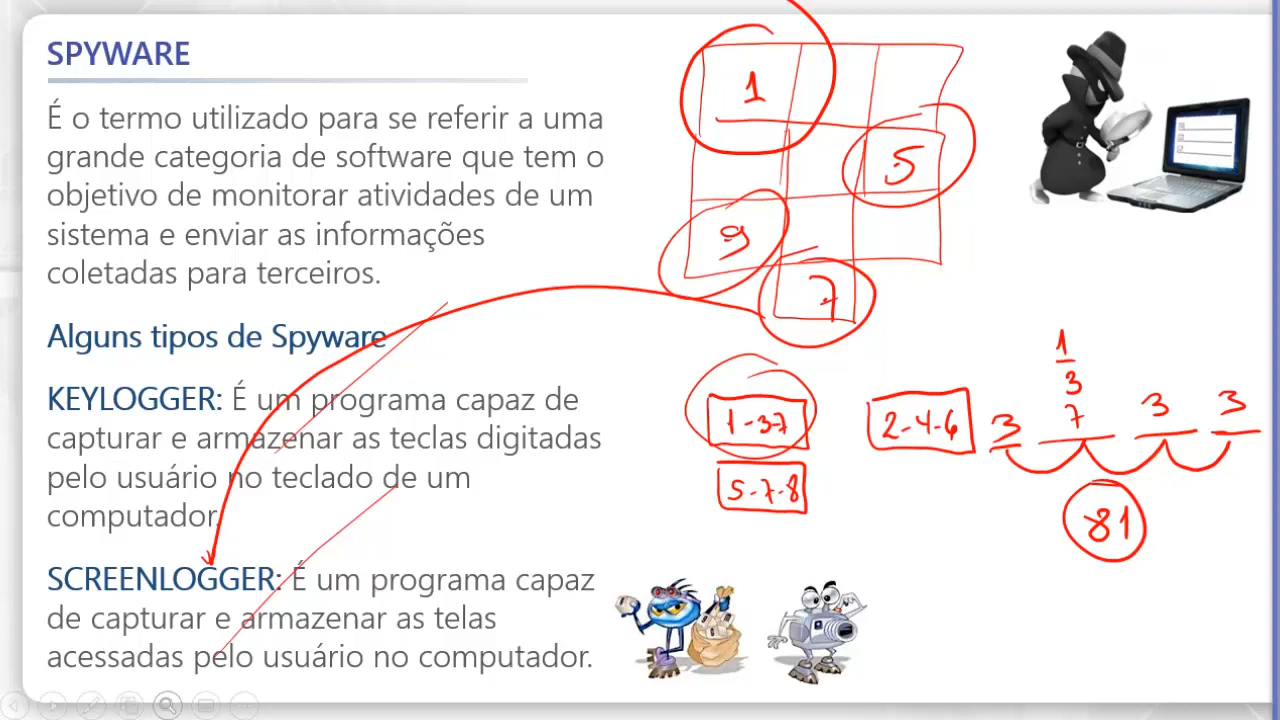 SPYWARE
É o termo utilizado para se referir a uma
grande categoria de software que tem o
objetivo de monitorar atividades de um
sistema e enviar as informações
coletadas para terceiros.
Alguns tipos de Spyware
KEYLOGGER: É um programa capaz de
capturar e armazenar as teclas digitadas
pelo usuário no teclado de um
computador.
SCREENLOGGER: É um programa capaz
de capturar e armazenar as telas
acessadas pelo usuário no computador.
1
5
9
7
1-3-7
5-7-8
2-4-6
1
3
3 7 3 3
81